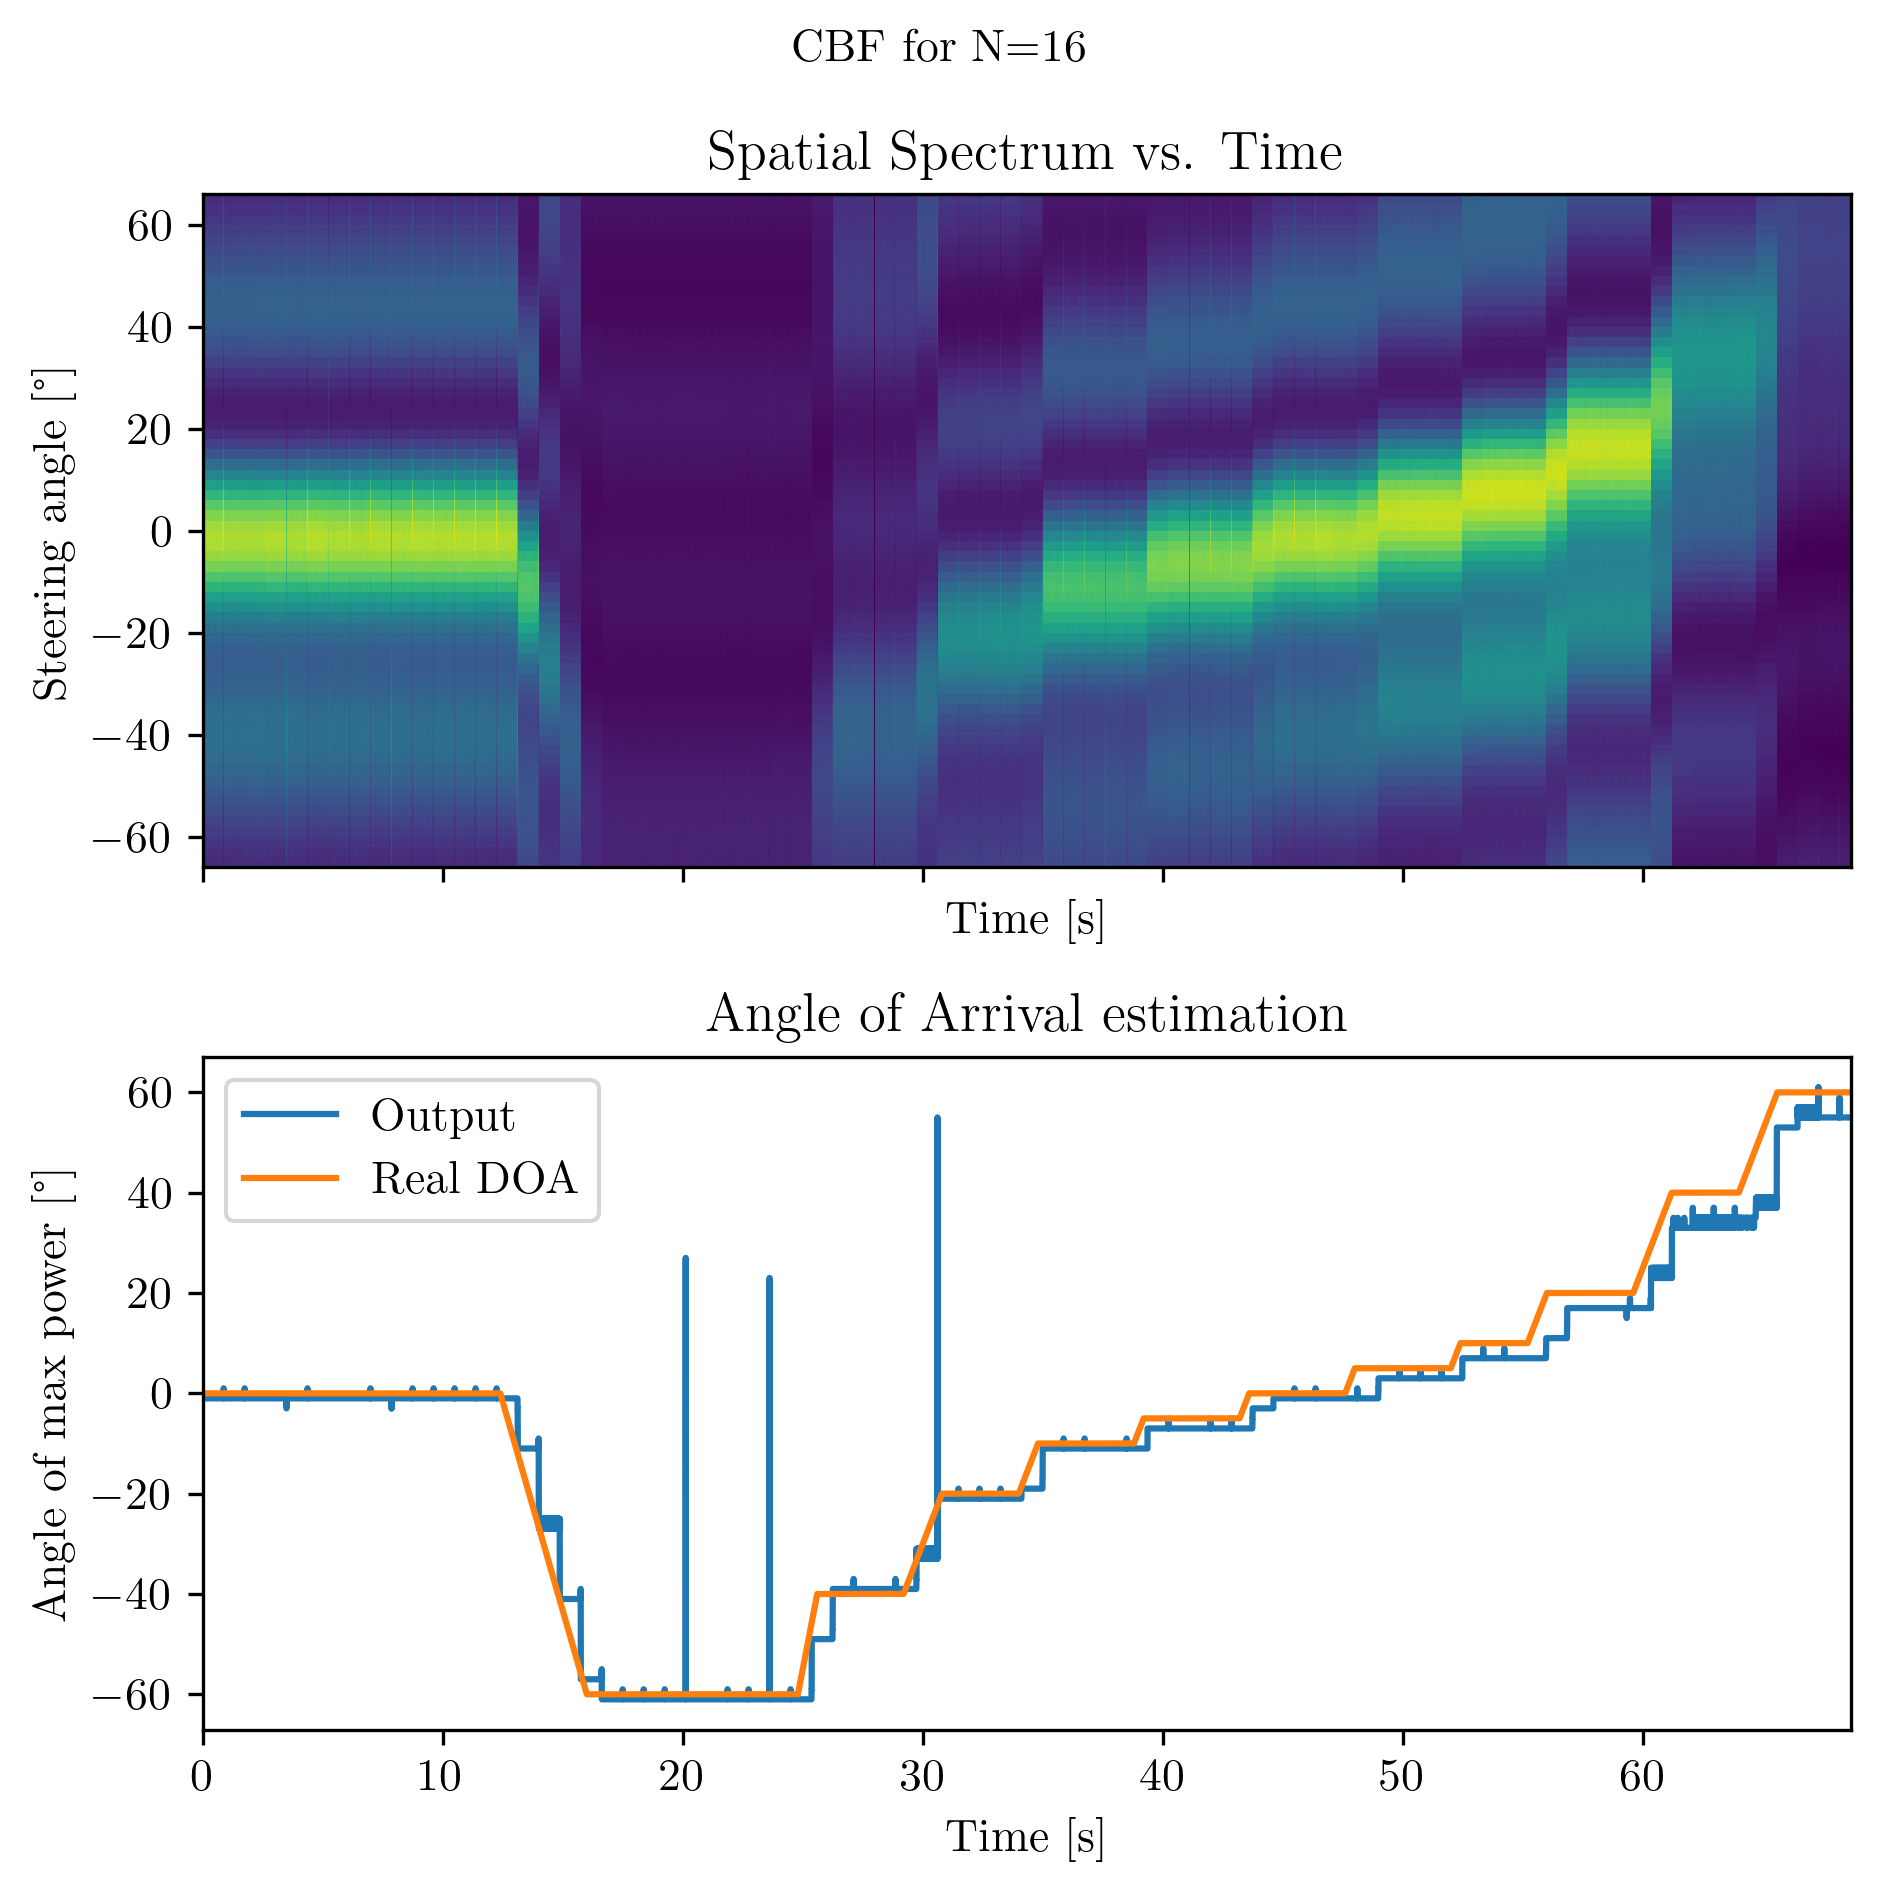 CBF for N=16
Spatial Spectrum vs. Time
60
40
20
0
−20
−40
−60
Steering angle [°]
Time [s]
Angle of Arrival estimation
Output
Real DOA
60
40
20
0
−20
−40
−60
Angle of max power [°]
0 10 20 30 40 50 60
Time [s]